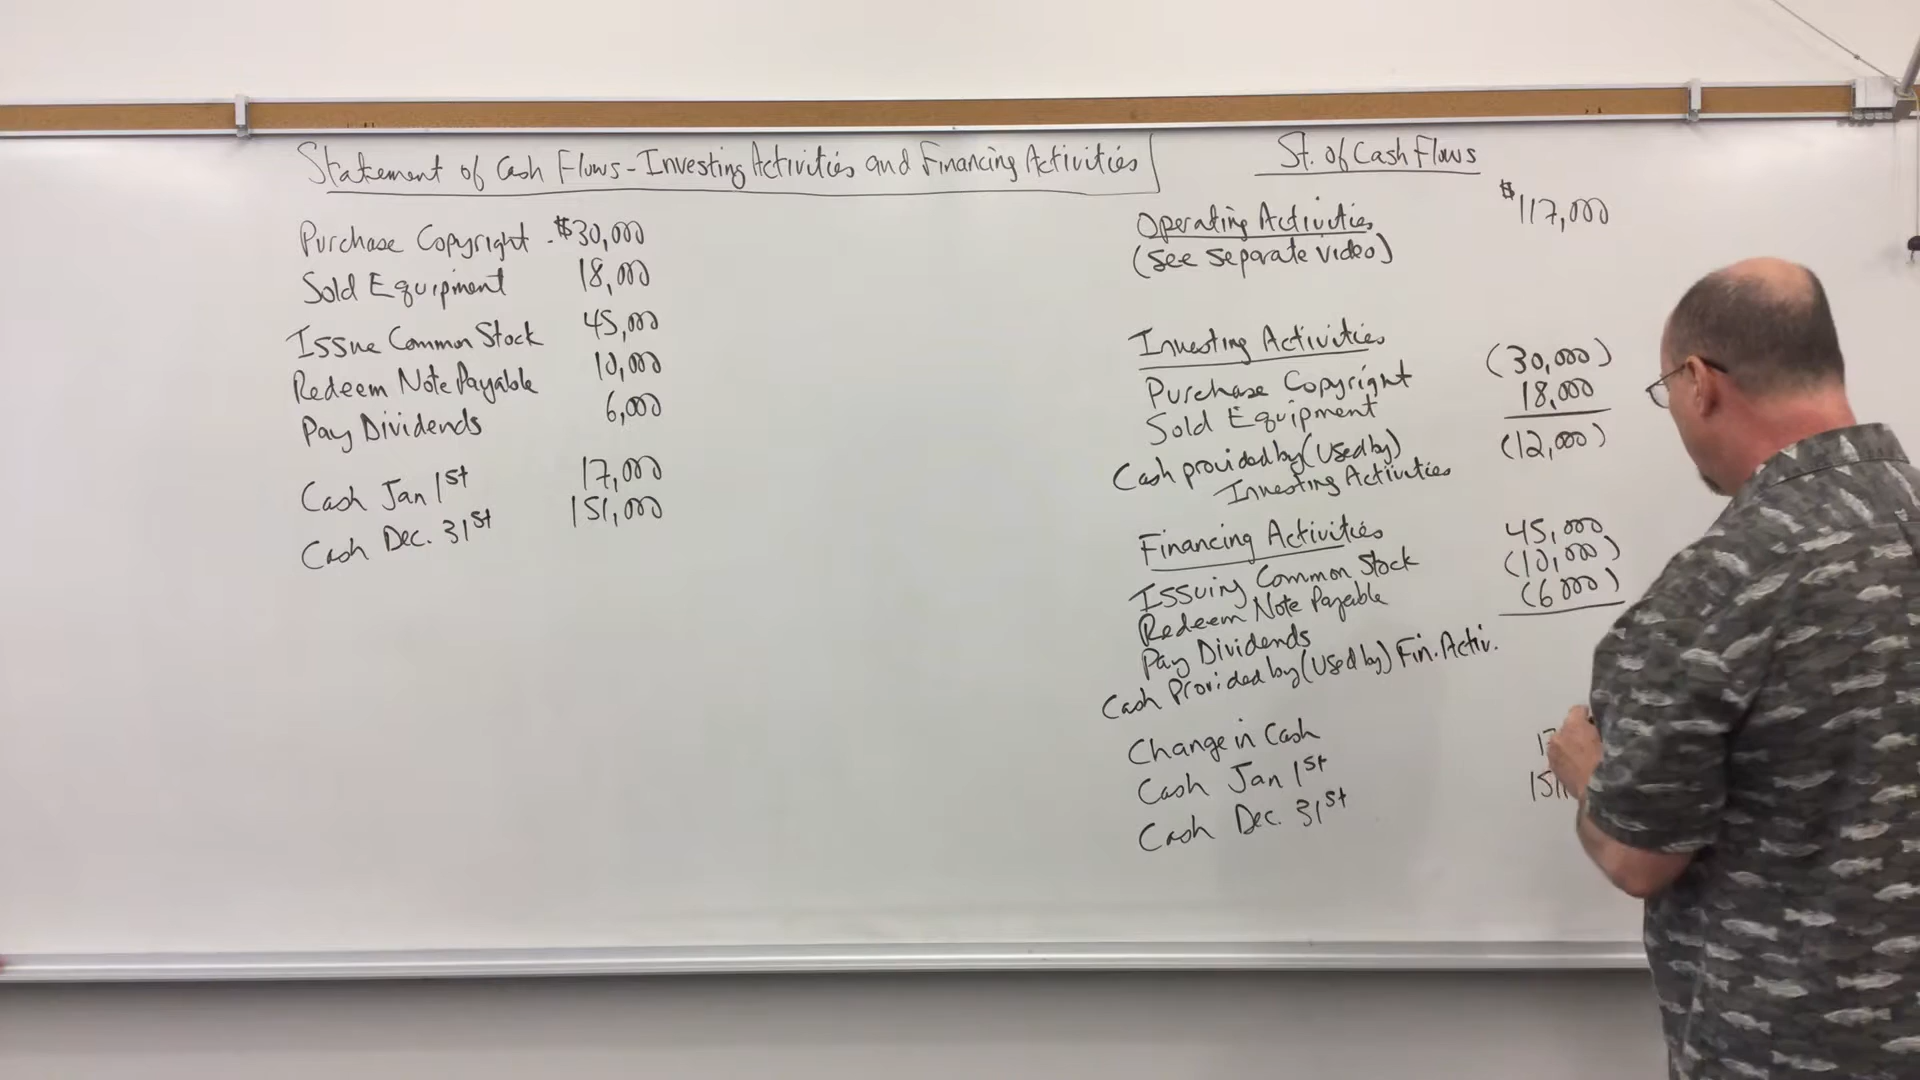 Statement of Cash Flows - Investing Activities and Financing Activities
Purchase Copyright - $30,000
Sold Equipment 18,000
Issue Common Stock 45,000
Redeem Note Payable 10,000
Pay Dividends 6,000
Cash Jan 1st 17,000
Cash Dec. 31st 151,000
St. of Cash Flows
Operating Activities $117,000
(see separate video)
Investing Activities
Purchase Copyright (30,000)
Sold Equipment 18,000
Cash provided by (Used by) (12,000)
Investing Activities
Financing Activities
Issuing Common Stock 45,000
Redeem Note Payable (10,000)
Pay Dividends (6000)
Cash Provided by (Used by) Fin. Activ.
Change in Cash
Cash Jan 1st
Cash Dec. 31st